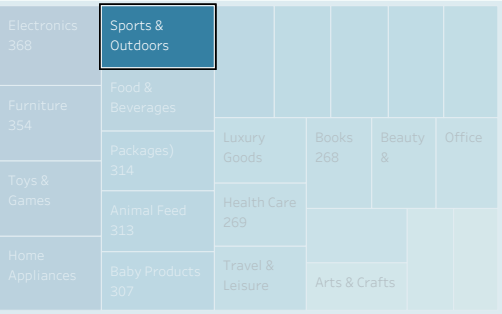 Electronics
368
Furniture
354
Toys &
Games
Home
Appliances
Sports &
Outdoors
Food &
Beverages
Packages)
314
Animal Feed
313
Baby Products
307
Luxury
Goods
Health Care
269
Travel &
Leisure
Books
268
Beauty
&
Office
Arts & Crafts